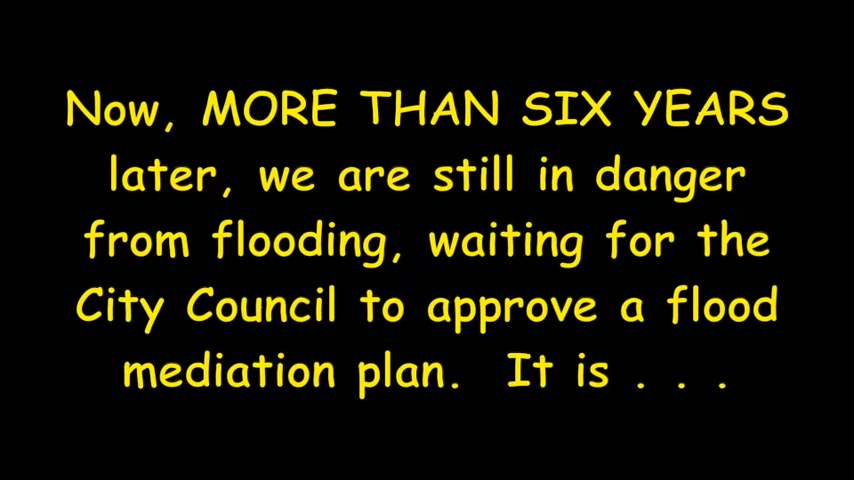 Now, MORE THAN SIX YEARS
later, we are still in danger
from flooding, waiting for the
City Council to approve a flood
mediation plan.  It is . . .